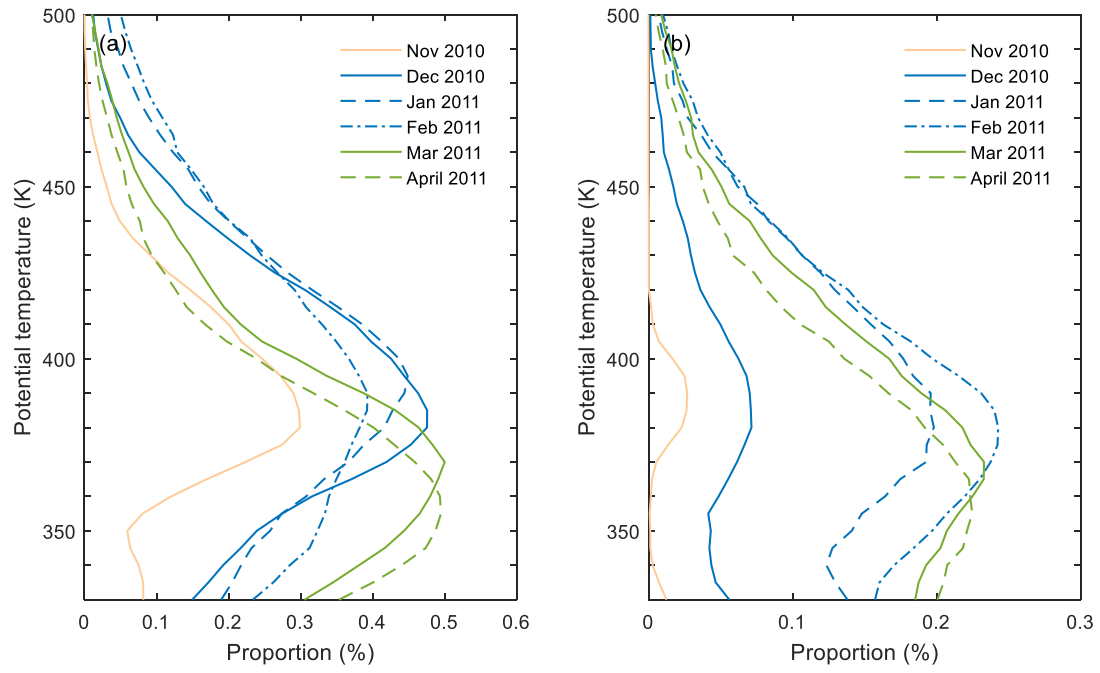 (a)
Nov 2010
Dec 2010
Jan 2011
Feb 2011
Mar 2011
April 2011
500
450
400
350
Potential temperature (K)
0
0.1
0.2
0.3
0.4
0.5
0.6
Proportion (%)
(b)
Nov 2010
Dec 2010
Jan 2011
Feb 2011
Mar 2011
April 2011
500
450
400
350
Potential temperature (K)
0
0.1
0.2
0.3
Proportion (%)